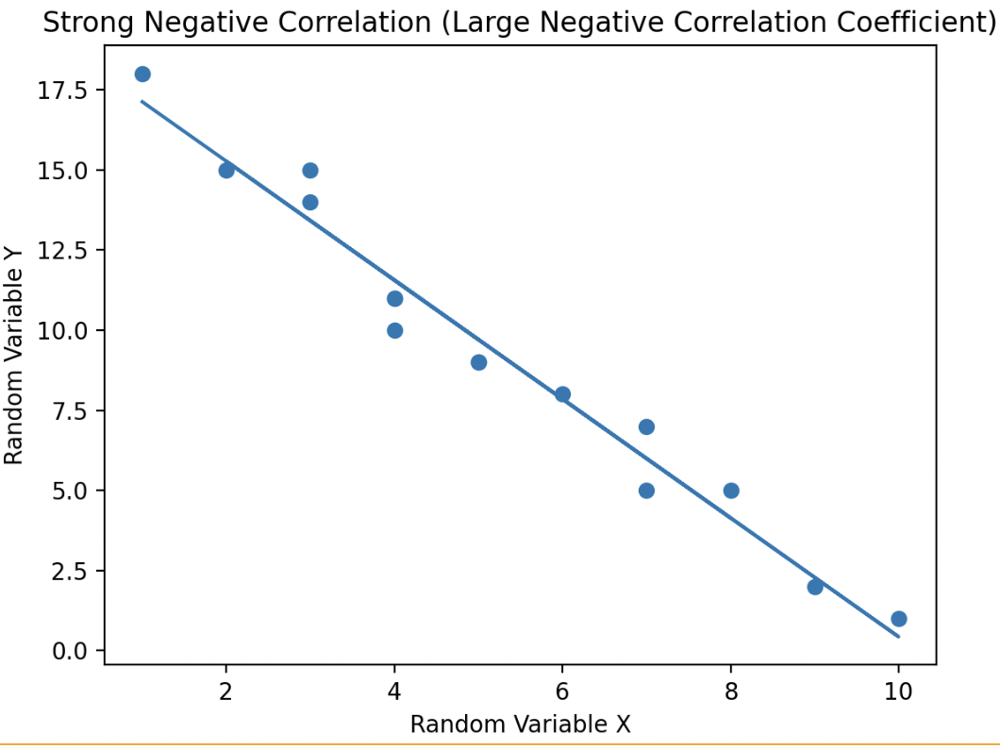 Strong Negative Correlation (Large Negative Correlation Coefficient)
17.5
15.0
12.5
10.0
7.5
5.0
2.5
0.0
Random Variable Y
2 4 6 8 10
Random Variable X